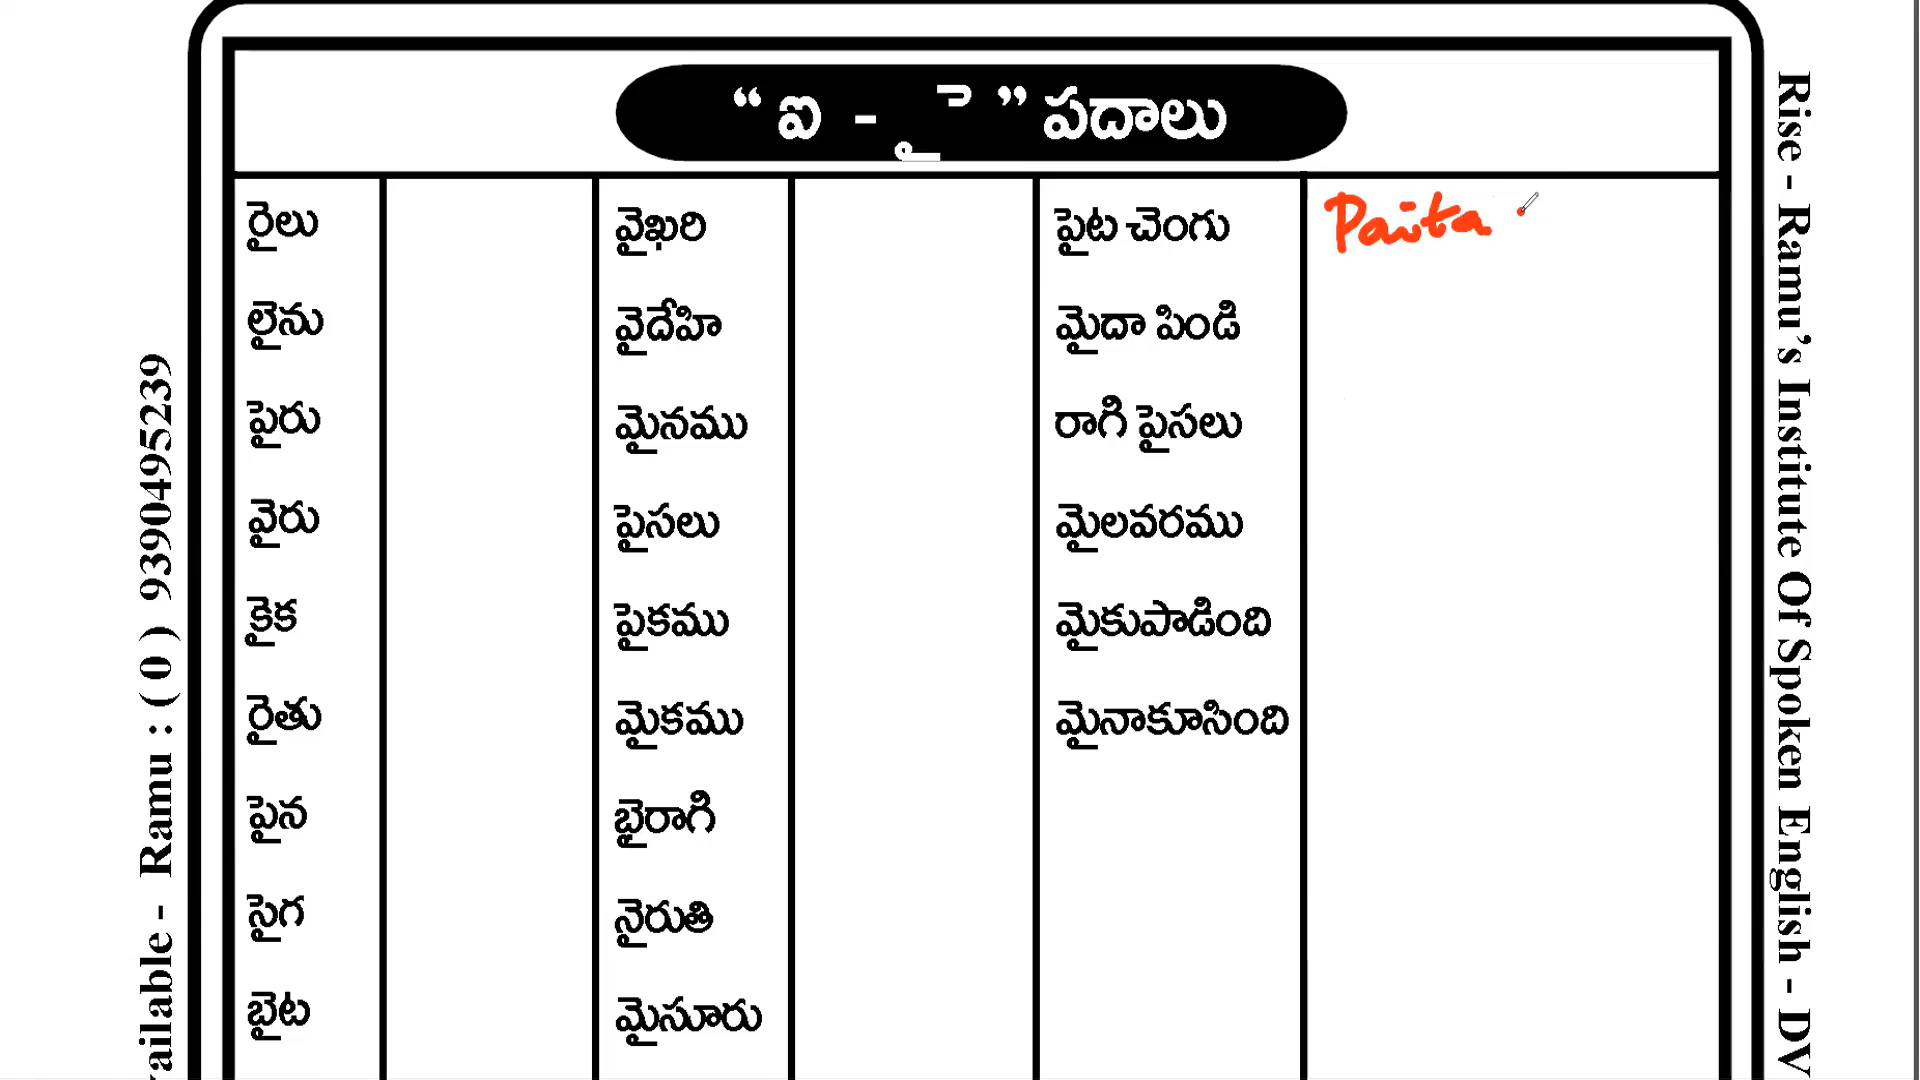 “ ఐ - ై ” పదాలు
రైలు వైఖరి పైట చెంగు Paita
లైను వైదేహి మైదా పిండి
పైరు మైనము రాగి పైసలు
వైరు పైసలు మైలవరము
కైక పైకము మైకుపాడింది
రైతు మైకము మైనాకూసింది
పైన బైరాగి
సైగ నైరుతి
బైట మైసూరు
vailable - Ramu : ( 0 ) 9390495239
Rise - Ramu’s Institute Of Spoken English - DV